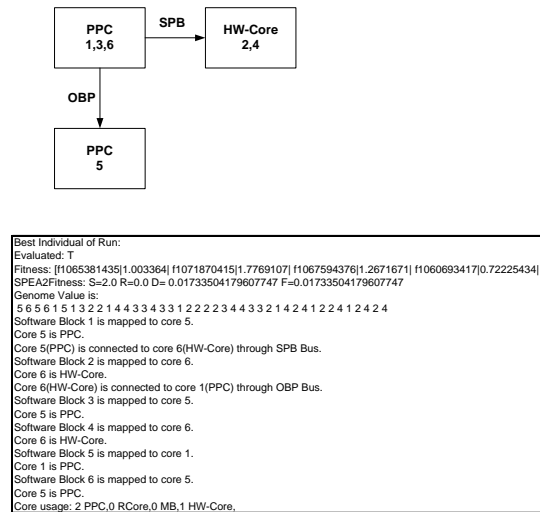 PPC
1,3,6
SPB
HW-Core
2,4
OBP
PPC
5
Best Individual of Run:
Evaluated: T
Fitness: [f1065381435|1.003364| f1071870415|1.7769107| f1067594376|1.2671671| f1060693417|0.72225434|
SPEA2Fitness: S=2.0 R=0.0 D= 0.01733504179607747 F=0.01733504179607747
Genome Value is:
5 6 5 6 1 5 1 3 2 2 1 4 4 3 3 4 3 3 1 2 2 2 2 3 4 4 3 3 2 1 4 2 4 1 2 2 4 1 2 4 2 4
Software Block 1 is mapped to core 5.
Core 5 is PPC.
Core 5(PPC) is connected to core 6(HW-Core) through SPB Bus.
Software Block 2 is mapped to core 6.
Core 6 is HW-Core.
Core 6(HW-Core) is connected to core 1(PPC) through OBP Bus.
Software Block 3 is mapped to core 5.
Core 5 is PPC.
Software Block 4 is mapped to core 6.
Core 6 is HW-Core.
Software Block 5 is mapped to core 1.
Core 1 is PPC.
Software Block 6 is mapped to core 5.
Core 5 is PPC.
Core usage: 2 PPC,0 RCore,0 MB,1 HW-Core,